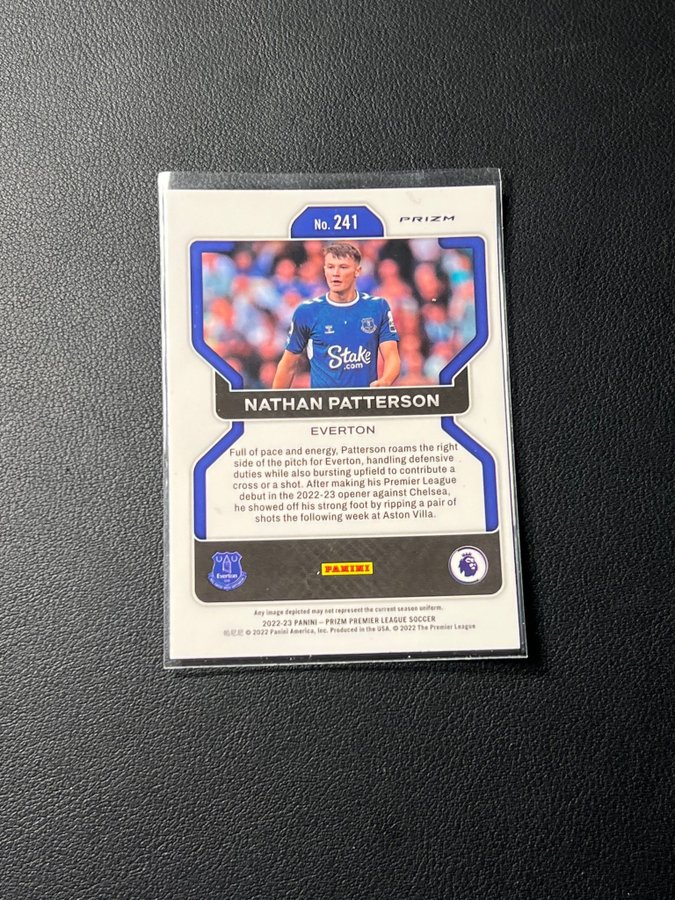 No. 241
PRIZM
Stake
.com
NATHAN PATTERSON
EVERTON
Full of pace and energy, Patterson roams the right
side of the pitch for Everton, handling defensive
duties while also bursting upfield to contribute a
cross or a shot. After making his Premier League
debut in the 2022-23 opener against Chelsea,
he showed off his strong foot by ripping a pair of
shots the following week at Aston Villa.
Everton
PANINI
Any image depicted may not represent the current season uniform.
2022-23 PANINI – PRIZM PREMIER LEAGUE SOCCER
帕尼尼 © 2022 Panini America, Inc. Produced in the USA. © 2022 The Premier League